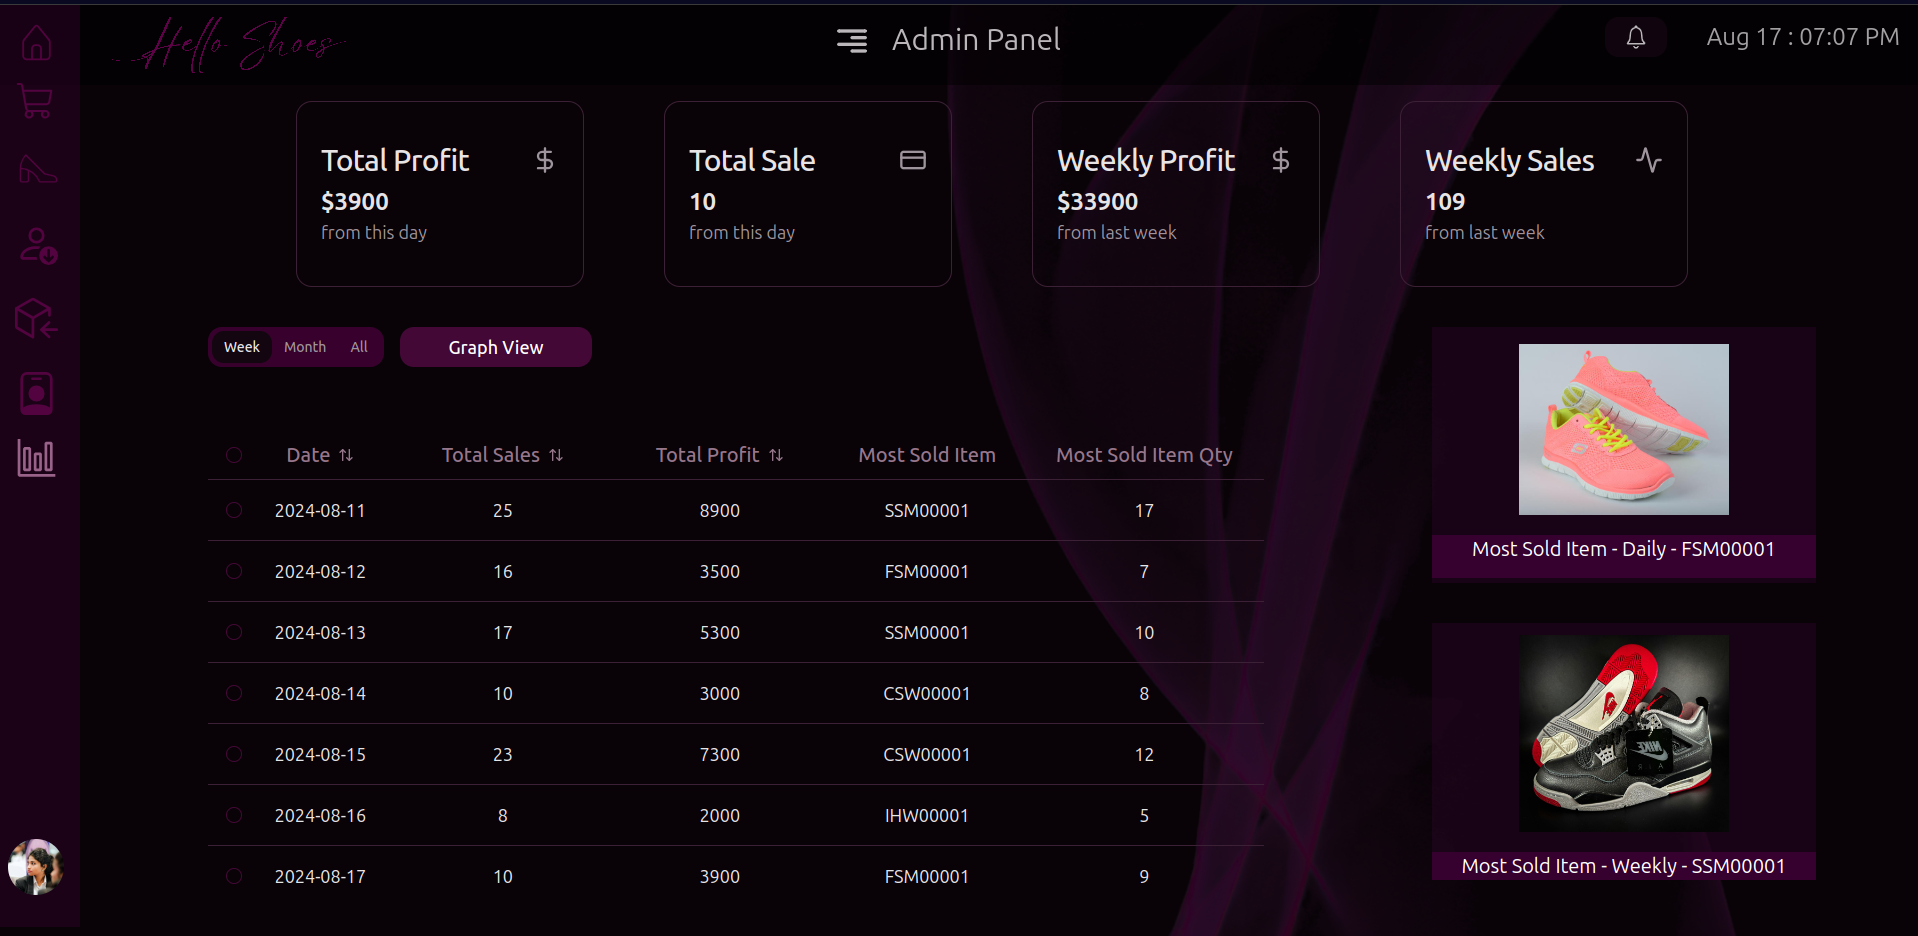 Hello Shoes
Admin Panel
Aug 17 : 07:07 PM
Total Profit
$3900
from this day
Total Sale
10
from this day
Weekly Profit
$33900
from last week
Weekly Sales
109
from last week
Week Month All
Graph View
Date Total Sales Total Profit Most Sold Item Most Sold Item Qty
2024-08-11 25 8900 SSM00001 17
2024-08-12 16 3500 FSM00001 7
2024-08-13 17 5300 SSM00001 10
2024-08-14 10 3000 CSW00001 8
2024-08-15 23 7300 CSW00001 12
2024-08-16 8 2000 IHW00001 5
2024-08-17 10 3900 FSM00001 9
Most Sold Item - Daily - FSM00001
NIKE
Most Sold Item - Weekly - SSM00001